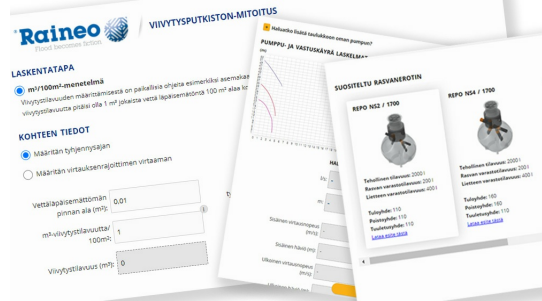 Raineo
Flood becomes fiction
VIIVYTYSPUTKISTON-MITOITUS
LASKENTATAPA
m³/100m²-menetelmä
Viivytystilavuuden määrittämisestä on paikallisia ohjeita esimerkiksi asemakaa
viivytystilavuutta pitäisi olla 1 m³ jokaista vettä läpäisemätöntä 100 m² alaa ko
KOHTEEN TIEDOT
Määritän tyhjennysajan
Määritän virtauksenrajoittimen virtaaman
Vettäläpäisemättömän
pinnan ala (m²):
0,01
m³-viivytystilavuutta/
100m²:
1
Viivytystilavuus (m³):
0
Haluatko lisätä taulukkoon oman pumpun?
PUMPPU- JA VASTUSKÄYRÄ LASKELMAT
Sisäinen virtausnopeus
(m/s):
Sisäinen häviö (m):
Ulkoinen virtausnopeus
(m/s):
SUOSITELTU RASVANEROTIN
REPO NS2 / 1700
Tehollinen tilavuus: 2000 l
Rasvan varastotilavuus: 200 l
Lietteen varastotilavuus: 400 l
Tuloyhde: 110
Poistoyhde: 110
Tuuletusyhde: 110
Lataa esite tästä
REPO NS4 / 1700
Tehollinen tilavuus: 2000 l
Rasvan varastotilavuus: 200 l
Lietteen varastotilavuus: 400 l
Tuloyhde: 160
Poistoyhde: 160
Tuuletusyhde: 110
Lataa esite tästä